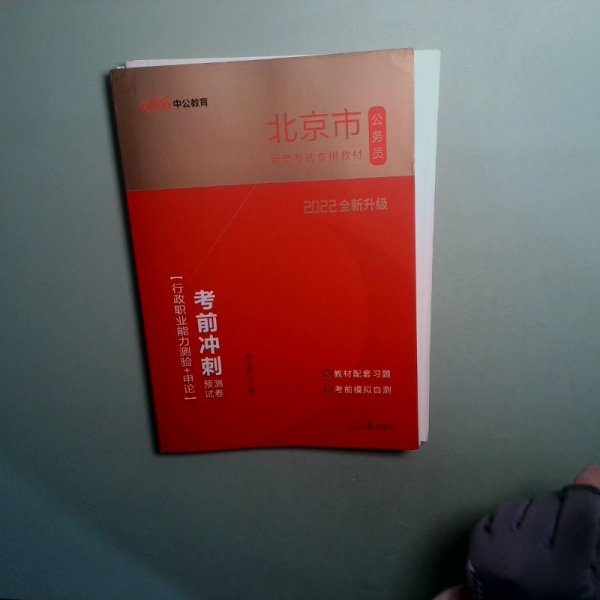 中公教育
北京市
公务员
录用考试专用教材
2022全新升级
考前冲刺
预测
试卷
【行政职业能力测验+申论】
教材配套习题
考前模拟自测